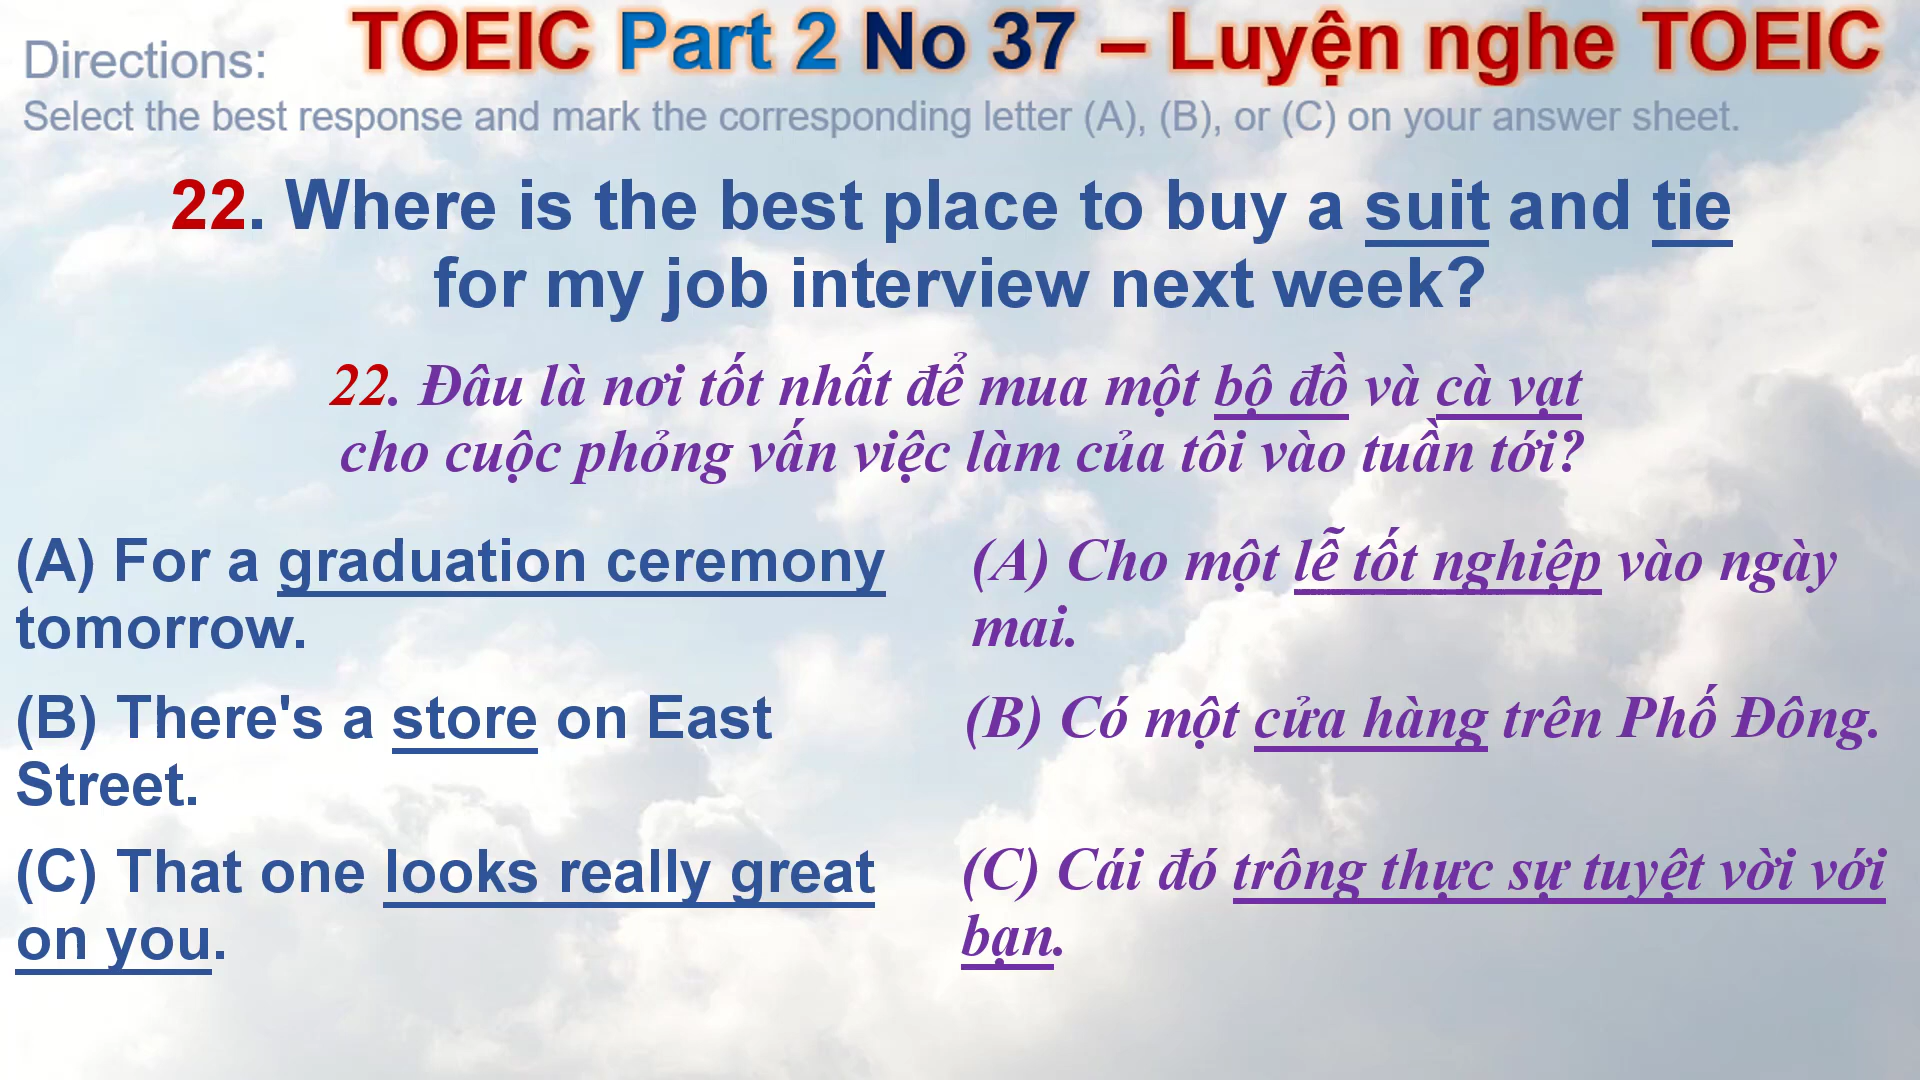 TOEIC Part 2 No 37 – Luyện nghe TOEIC
Directions:
Select the best response and mark the corresponding letter (A), (B), or (C) on your answer sheet.
22. Where is the best place to buy a suit and tie
for my job interview next week?
22. Đâu là nơi tốt nhất để mua một bộ đồ và cà vạt
cho cuộc phỏng vấn việc làm của tôi vào tuần tới?
(A) For a graduation ceremony
tomorrow.
(A) Cho một lễ tốt nghiệp vào ngày
mai.
(B) There's a store on East
Street.
(B) Có một cửa hàng trên Phố Đông.
(C) That one looks really great
on you.
(C) Cái đó trông thực sự tuyệt vời với
bạn.